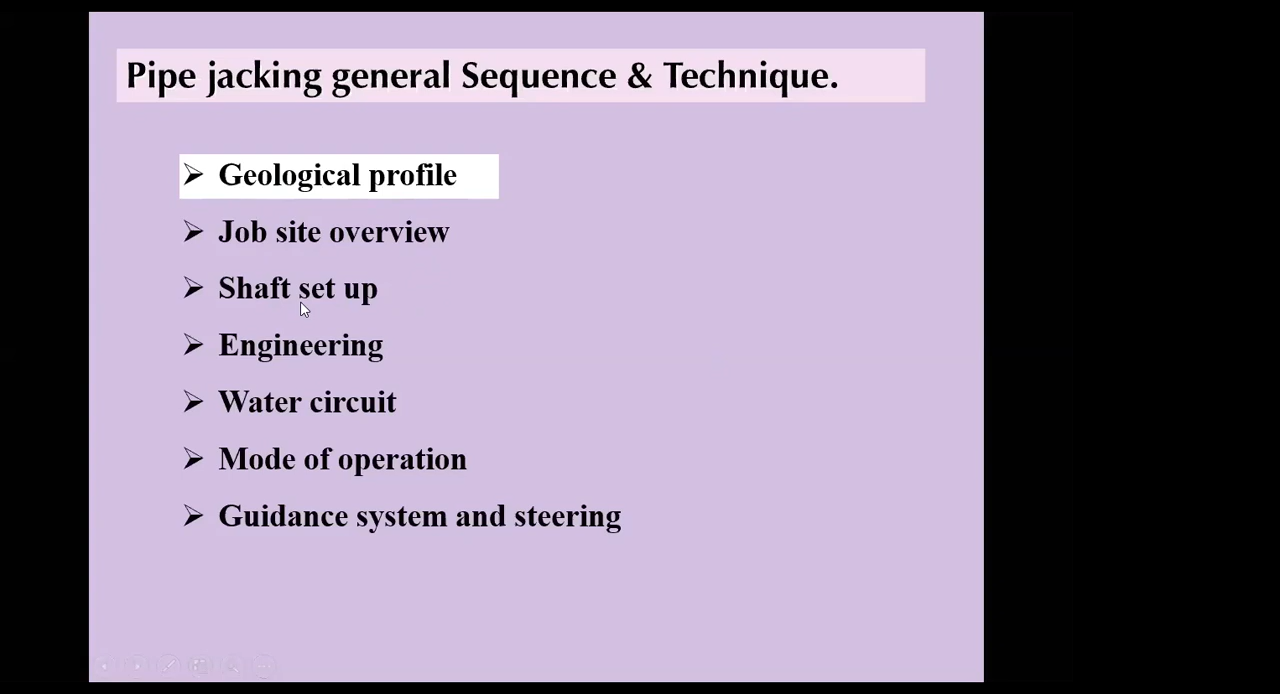 Pipe jacking general Sequence & Technique.
➢ Geological profile
➢ Job site overview
➢ Shaft set up
➢ Engineering
➢ Water circuit
➢ Mode of operation
➢ Guidance system and steering